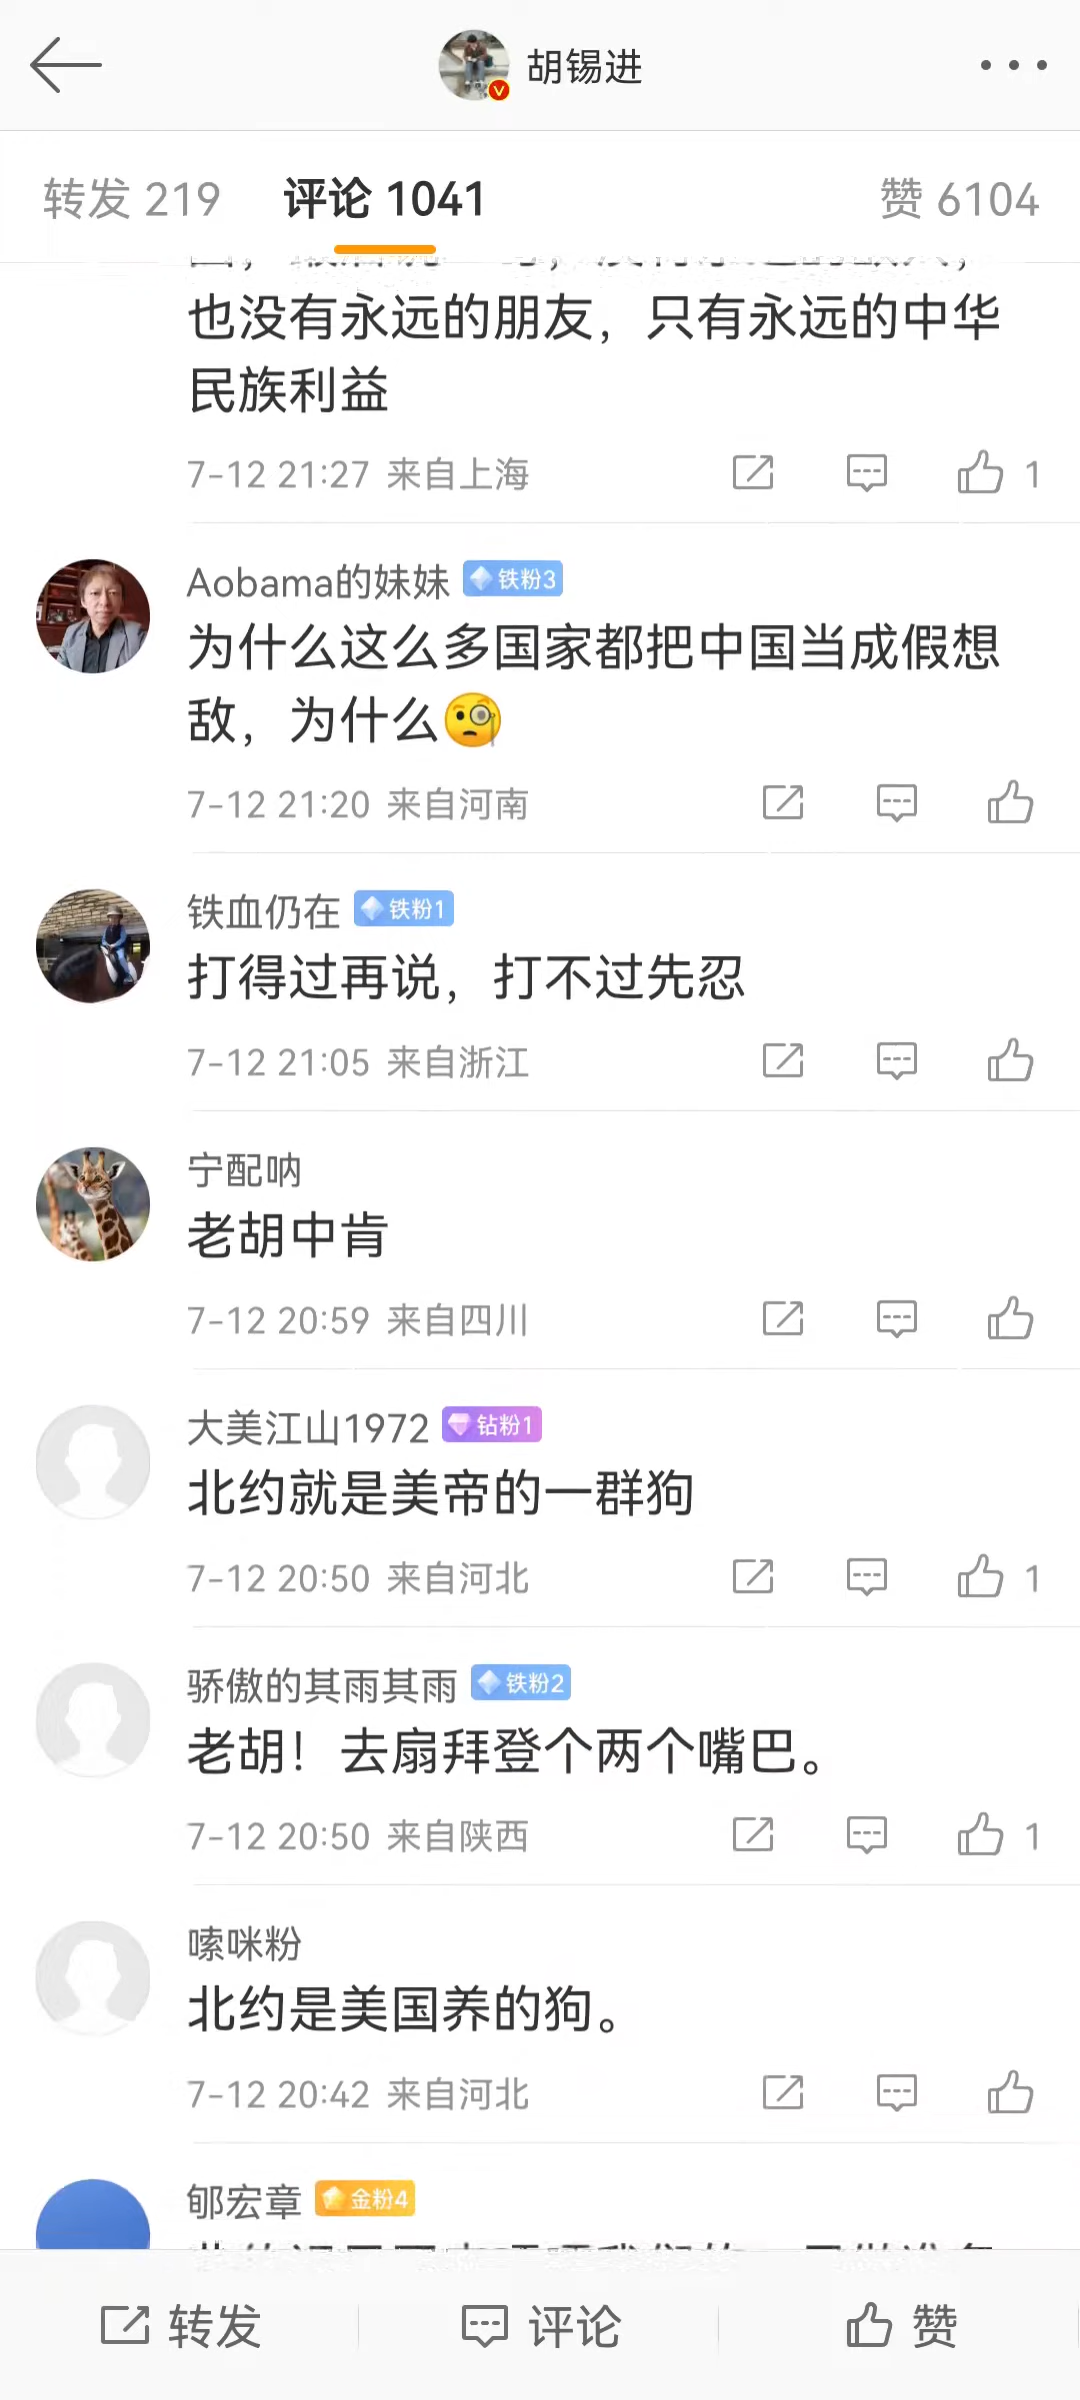 胡锡进
转发 219 评论 1041 赞 6104
也没有永远的朋友，只有永远的中华
民族利益
7-12 21:27 来自上海 1
Aobama的妹妹 铁粉3
为什么这么多国家都把中国当成假想
敌，为什么🧐
7-12 21:20 来自河南
铁血仍在 铁粉1
打得过再说，打不过先忍
7-12 21:05 来自浙江
宁配呐
老胡中肯
7-12 20:59 来自四川
大美江山1972 钻粉1
北约就是美帝的一群狗
7-12 20:50 来自河北 1
骄傲的其雨其雨 铁粉2
老胡！去扇拜登个两个嘴巴。
7-12 20:50 来自陕西 1
嗦咪粉
北约是美国养的狗。
7-12 20:42 来自河北
郇宏章 金粉4
转发 评论 赞